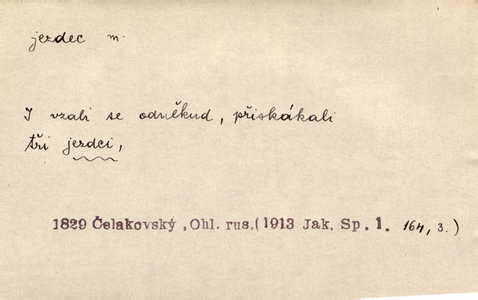 jezdec m.
I vzali se odněkud, přiskákali
tři jezdci,
1829 Čelakovský, Ohl. rus. (1913 Jak. Sp. 1. 164, 3.)